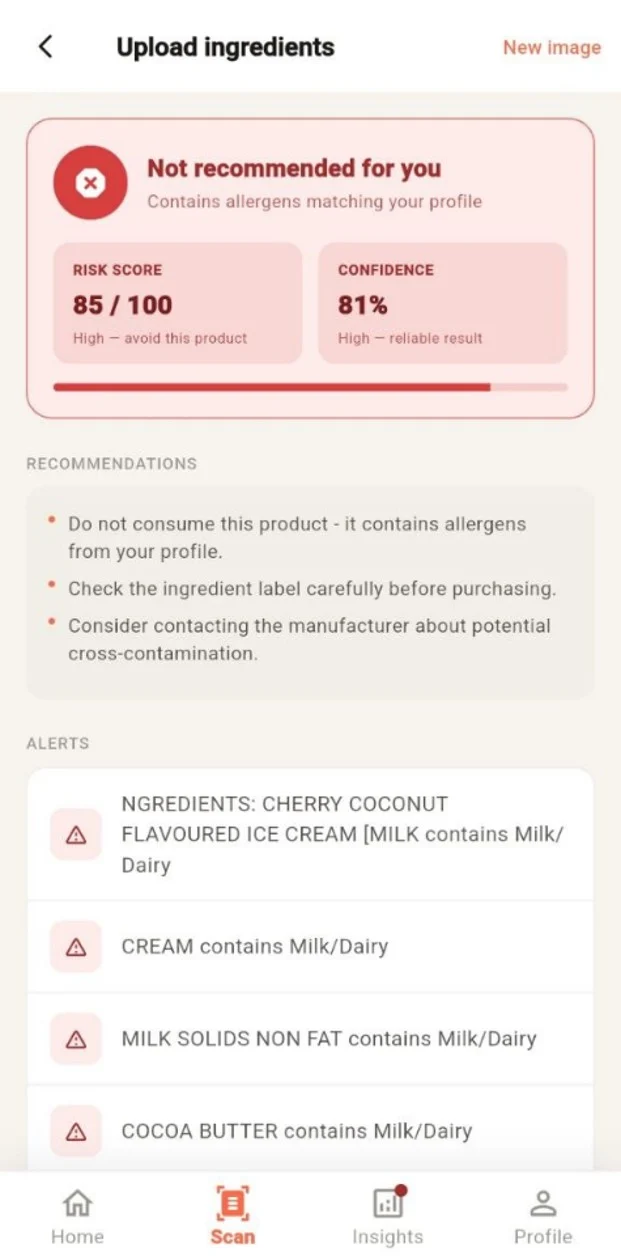 Upload ingredients
New image
Not recommended for you
Contains allergens matching your profile
RISK SCORE
85 / 100
High — avoid this product
CONFIDENCE
81%
High — reliable result
RECOMMENDATIONS
• Do not consume this product - it contains allergens
from your profile.
• Check the ingredient label carefully before purchasing.
• Consider contacting the manufacturer about potential
cross-contamination.
ALERTS
NGREDIENTS: CHERRY COCONUT
FLAVOURED ICE CREAM [MILK contains Milk/
Dairy
CREAM contains Milk/Dairy
MILK SOLIDS NON FAT contains Milk/Dairy
COCOA BUTTER contains Milk/Dairy
Home
Scan
Insights
Profile